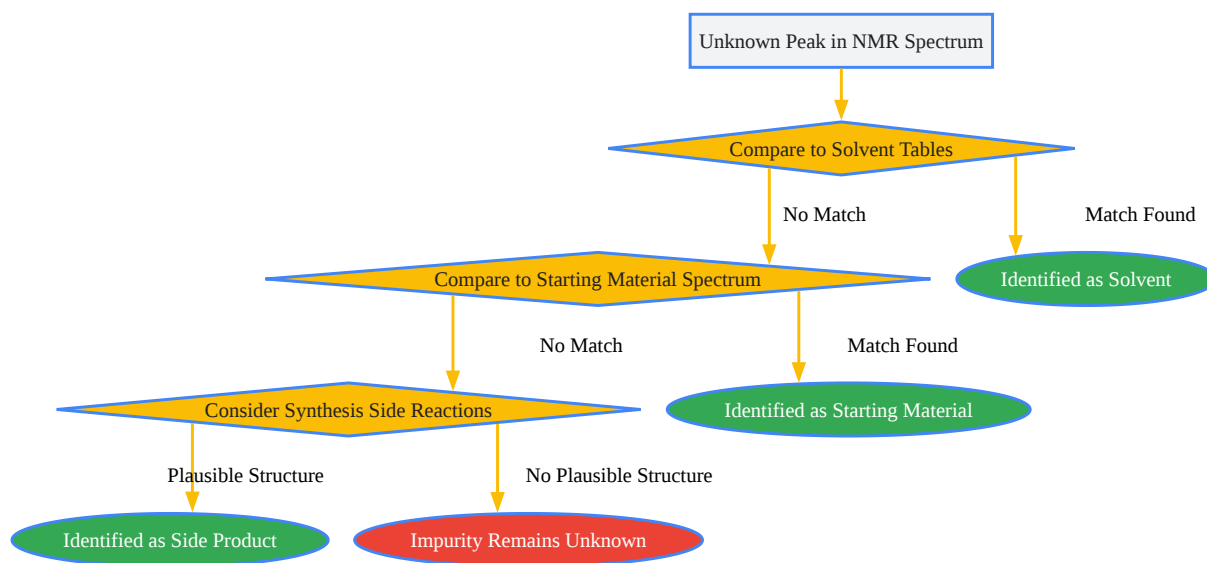 Unknown Peak in NMR Spectrum
Compare to Solvent Tables
No Match
Match Found
Compare to Starting Material Spectrum
Identified as Solvent
No Match
Match Found
Consider Synthesis Side Reactions
Identified as Starting Material
Plausible Structure
No Plausible Structure
Identified as Side Product
Impurity Remains Unknown